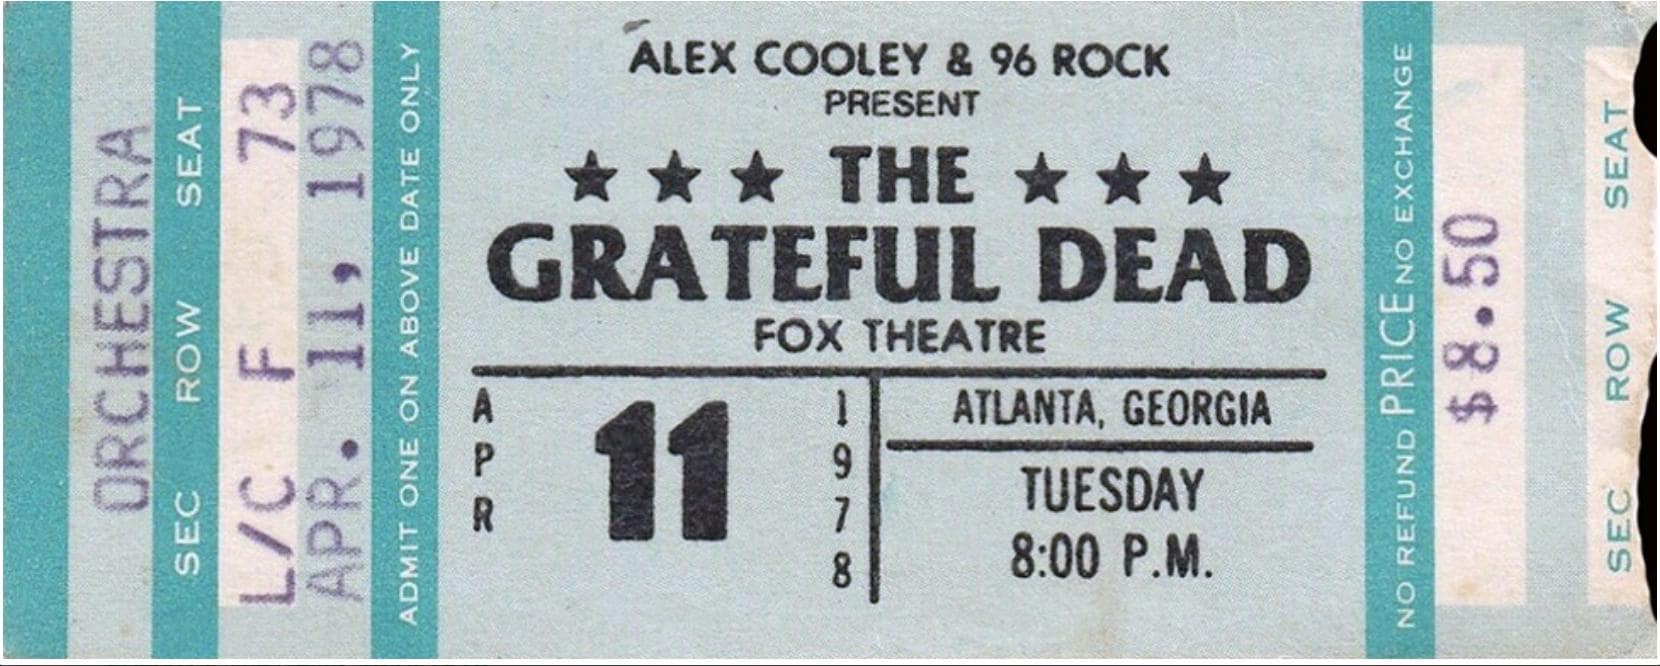 ORCHESTRA
SEC ROW SEAT
L/C F 73
APR. 11, 1978
ADMIT ONE ON ABOVE DATE ONLY
ALEX COOLEY & 96 ROCK
PRESENT
★ ★ ★ THE ★ ★ ★
GRATEFUL DEAD
FOX THEATRE
APR
11
1978
ATLANTA, GEORGIA
TUESDAY
8:00 P.M.
NO REFUND PRICE NO EXCHANGE
$8.50
SEC ROW SEAT